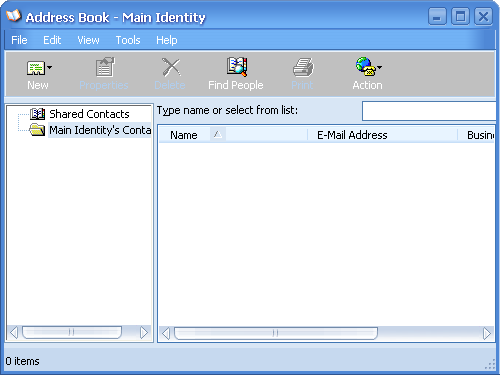 Address Book - Main Identity
File Edit View Tools Help
New Properties Delete Find People Print Action
Shared Contacts
Main Identity's Conta
Type name or select from list:
Name E-Mail Address Busin
0 items